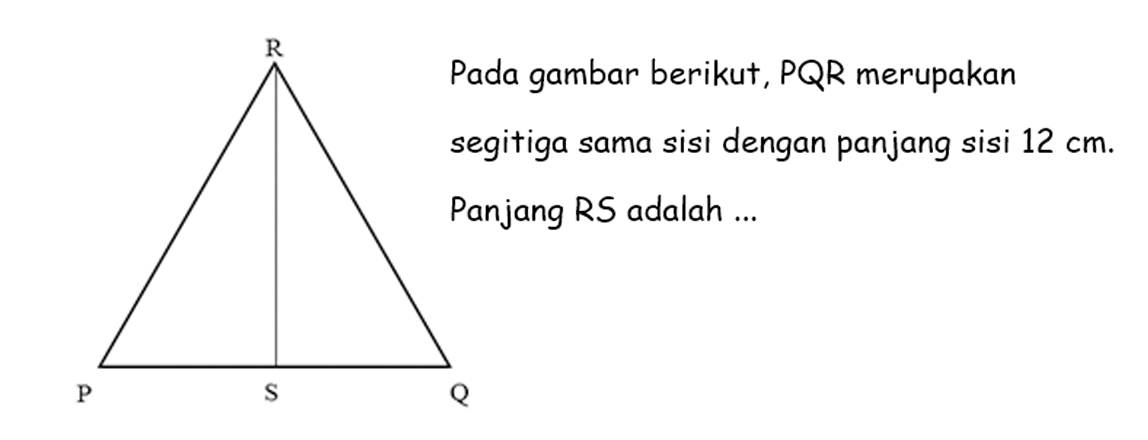 R
Pada gambar berikut, PQR merupakan
segitiga sama sisi dengan panjang sisi 12 cm.
Panjang RS adalah ...
P S Q